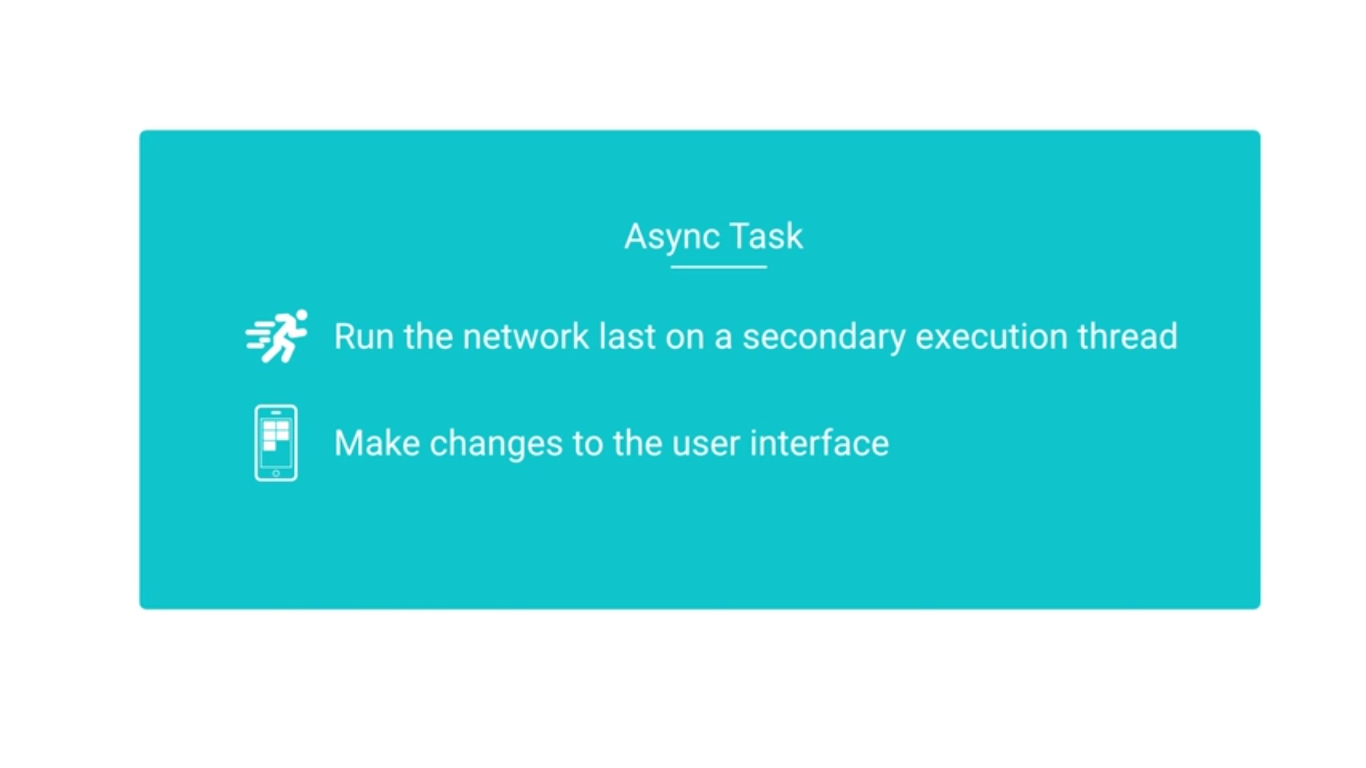 Async Task
Run the network last on a secondary execution thread
Make changes to the user interface